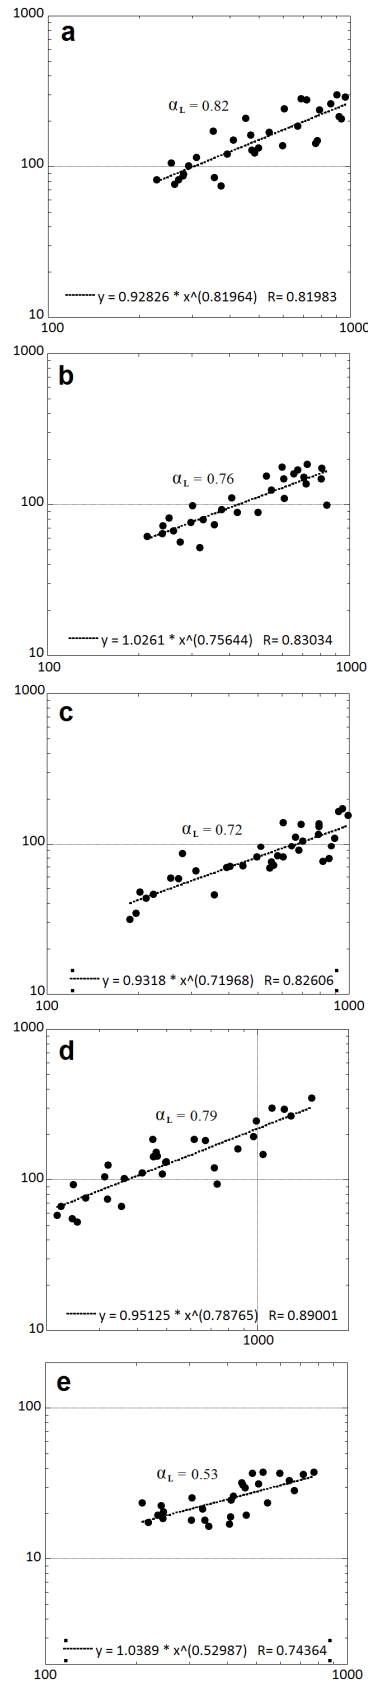 1000
a
αL = 0.82
100
y = 0.92826 * x^(0.81964) R= 0.81983
10
100 1000
1000
b
αL = 0.76
100
y = 1.0261 * x^(0.75644) R= 0.83034
10
100 1000
1000
c
αL = 0.72
100
y = 0.9318 * x^(0.71968) R= 0.82606
10
100 1000
1000
d
αL = 0.79
100
y = 0.95125 * x^(0.78765) R= 0.89001
10
1000
e
100
αL = 0.53
10
y = 1.0389 * x^(0.52987) R= 0.74364
100 1000